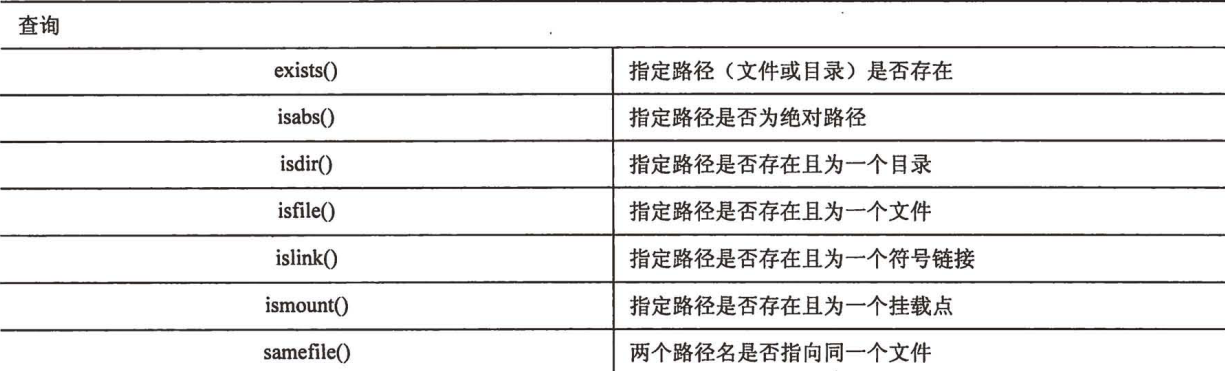 查询
exists() 指定路径（文件或目录）是否存在
isabs() 指定路径是否为绝对路径
isdir() 指定路径是否存在且为一个目录
isfile() 指定路径是否存在且为一个文件
islink() 指定路径是否存在且为一个符号链接
ismount() 指定路径是否存在且为一个挂载点
samefile() 两个路径名是否指向同一个文件